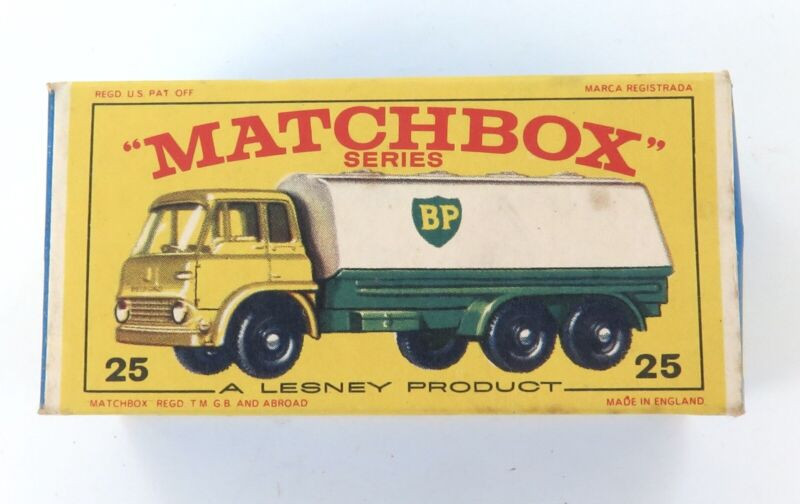 REGD. U.S. PAT. OFF
MARCA REGISTRADA
"MATCHBOX"
SERIES
BP
25
25
A LESNEY PRODUCT
MATCHBOX REGD. T.M. G.B. AND ABROAD
MADE IN ENGLAND